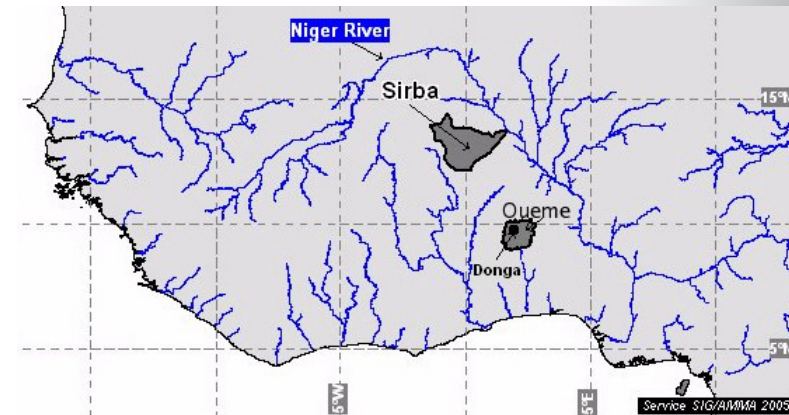 Niger River
Sirba
15°N
Oueme
Donga
5°N
5°W
5°E
Service SIG/AMMA 2005